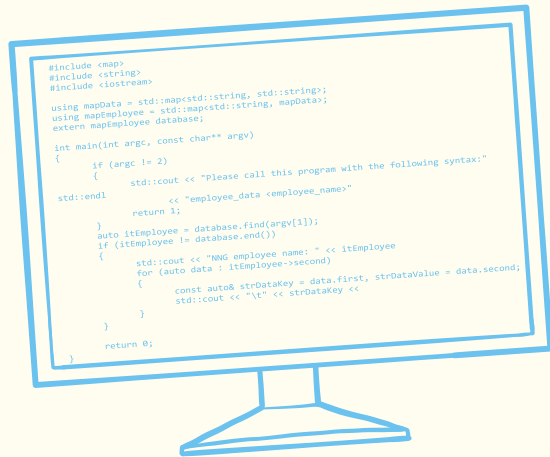 #include <map>
#include <string>
#include <iostream>
using mapData = std::map<std::string, std::string>;
using mapEmployee = std::map<std::string, mapData>;
extern mapEmployee database;
int main(int argc, const char** argv)
{
if (argc != 2)
{
std::cout << "Please call this program with the following syntax:"
std::endl
<< "employee_data <employee_name>"
return 1;
}
auto itEmployee = database.find(argv[i]);
if (itEmployee != database.end())
{
std::cout << "NNG employee name: " << itEmployee
for (auto data : itEmployee->second)
{
const auto& strDataKey = data.first, strDataValue = data.second;
std::cout << "\t" << strDataKey <<
}
}
return 0;
}